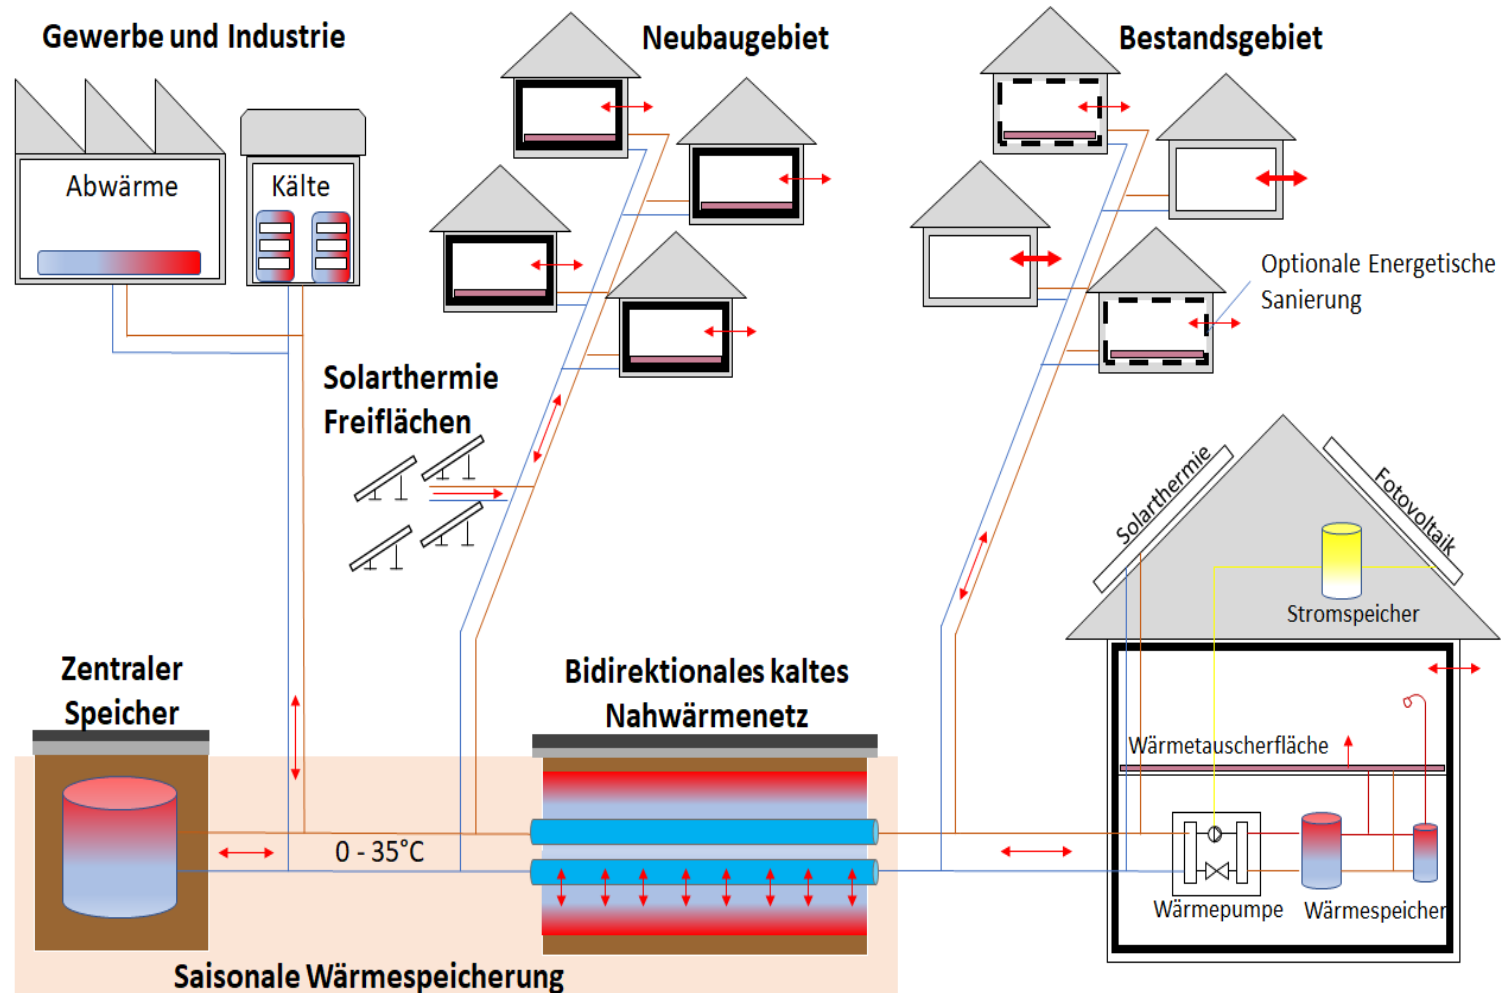 Gewerbe und Industrie
Neubaugebiet
Bestandsgebiet
Abwärme
Kälte
Optionale Energetische
Sanierung
Solarthermie
Freiflächen
Solarthermie
Fotovoltaik
Stromspeicher
Zentraler
Speicher
Bidirektionales kaltes
Nahwärmenetz
Wärmetauscherfläche
0 - 35°C
Wärmepumpe
Wärmespeicher
Saisonale Wärmespeicherung